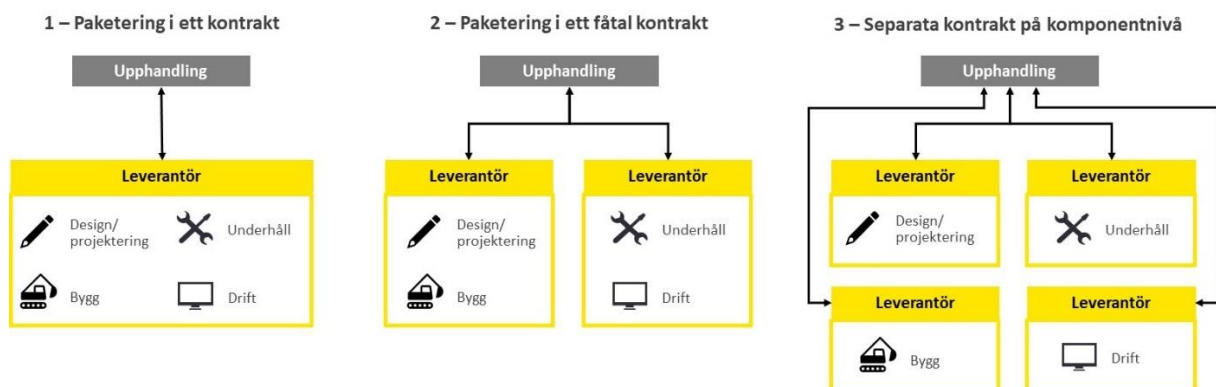 1 – Paketering i ett kontrakt
Upphandling
Leverantör
Design/
projektering
Underhåll
Bygg
Drift
2 – Paketering i ett fåtal kontrakt
Upphandling
Leverantör
Design/
projektering
Bygg
Leverantör
Underhåll
Drift
3 – Separata kontrakt på komponentnivå
Upphandling
Leverantör
Design/
projektering
Leverantör
Underhåll
Leverantör
Bygg
Leverantör
Drift